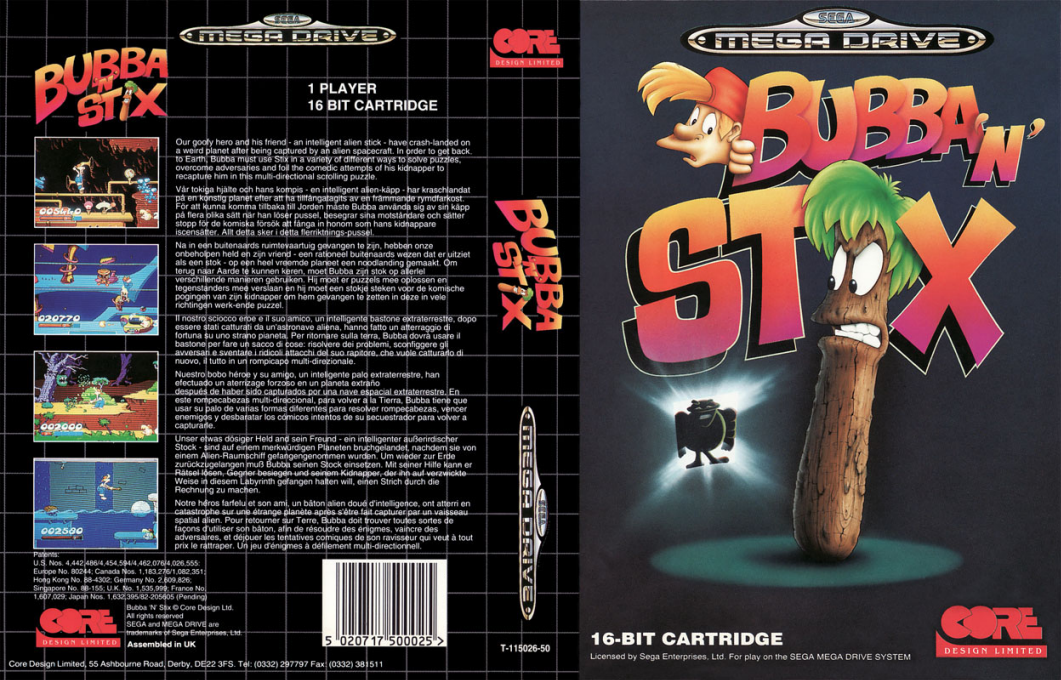 SEGA
MEGA DRIVE
CORE
DESIGN LIMITED
BUBBA
'N'
STIX
1 PLAYER
16 BIT CARTRIDGE
Our goofy hero and his friend - an intelligent alien stick - have crash-landed on
a weird planet after being captured by an alien spacecraft. In order to get back.
to Earth, Bubba must use Stix in a variety of different ways to solve puzzles,
overcome adversaries and foil the comedic attempts of his kidnapper to
recapture him in this multi-directional scrolling puzzle.
Vår tokiga hjälte och hans kompis - en intelligent alien-käpp - har kraschlandat
på en konstig planet efter att ha tillfångatagits av en främmande rymdfarkost.
För att kunna komma tillbaka till Jorden måste Bubba använda sig av sin käpp
på flera olika sätt när han löser pussel, besegrar sina motståndare och sätter
stopp för de komiska försök att fånga in honom som hans kidnappare
iscensätter. Allt detta sker i detta flerriktnings-pussel.
Na in een buitenaards ruimtevaartuig gevangen te zijn, hebben onze
onbeholpen held en zijn vriend - een rationeel buitenaards wezen dat er uitziet
als een stok - op een heel vreemde planeet een noodlanding gemaakt. Om
terug naar Aarde te kunnen keren, moet Bubba zijn stok op allerlei
verschillende manieren gebruiken. Hij moet er puzzels mee oplossen en
tegenstanders mee verslaan en hij moet een stokje steken voor de komische
pogingen van zijn kidnapper om hem gevangen te zetten in deze in vele
richtingen werk-ende puzzel.
Il nostro sciocco eroe e il suo amico, un intelligente bastone extraterrestre, dopo
essere stati catturati da un'astronave aliena, hanno fatto un atterraggio di
fortuna su uno strano pianeta. Per ritornare sulla terra, Bubba dovrà usare il
bastone per fare un sacco di cose: risolvere dei problemi, sconfiggere gli
avversari e sventare i ridicoli attacchi del suo rapitore, che vuole catturarlo di
nuovo, il tutto in un rompicapo multi-direzionale.
Nuestro bobo héroe y su amigo, un inteligente palo extraterrestre, han
efectuado un aterrizage forzoso en un planeta extraño
después de haber sido capturados por una nave espacial extraterrestre. En
este rompecabezas multi-direccional, para volver a la Tierra, Bubba tiene que
usar su palo de varias formas diferentes para resolver rompecabezas, vencer
enemigos y desbaratar los cómicos intentos de su secuestrador para volver a
capturarle.
Unser etwas dösiger Held and sein Freund - ein intelligenter außerirdischer
Stock - sind auf einem merkwürdigen Planeten bruchgelandet, nachdem sie von
einem Alien-Raumschiff gefangengenommen wurden. Um wieder zur Erde
zurückzugelangen muß Bubba seinen Stock einsetzen. Mit seiner Hilfe kann er
Rätsel lösen, Gegner besiegen und seinem Kidnapper, der ihn auf verzwickte
Weise in diesem Labyrinth gefangen halten will, einen Strich durch die
Rechnung zu machen.
Notre héros farfelu et son ami, un bâton alien doué d'intelligence, ont atterri en
catastrophe sur une étrange planète après s'être fait capturer par un vaisseau
spatial alien. Pour retourner sur Terre, Bubba doit trouver toutes sortes de
façons d'utiliser son bâton, afin de résoudre des énigmes, vaincre des
adversaires, et déjouer les tentatives comiques de son ravisseur qui veut à tout
prix le rattraper. Un jeu d'énigmes à défilement multi-directionnell.
005640
020770
002000
002580
Patents:
U.S. Nos. 4,442,486/4,454,594/4,462,076/4,026,555:
Europe No. 80244; Canada Nos. 1,183,276/1,082,351;
Hong Kong No. 88-4302; Germany No. 2,609,826;
Singapore No. 88-155; U.K. No. 1,535,999; France No.
1,607,029; Japan Nos. 1,632,395/82-205605 (Pending)
CORE
DESIGN LIMITED
Bubba 'N' Stix © Core Design Ltd.
All rights reserved
SEGA and MEGA DRIVE are
trademarks of Sega Enterprises, Ltd.
Assembled in UK
5 020717 500025 >
Core Design Limited, 55 Ashbourne Road, Derby, DE22 3FS. Tel: (0332) 297797 Fax: (0332) 381511
BUBBA
'N'
STIX
SEGA
MEGA DRIVE
T-115026-50
SEGA
MEGA DRIVE
BUBBA 'N'
STIX
16-BIT CARTRIDGE
Licensed by Sega Enterprises, Ltd. For play on the SEGA MEGA DRIVE SYSTEM
CORE
DESIGN LIMITED